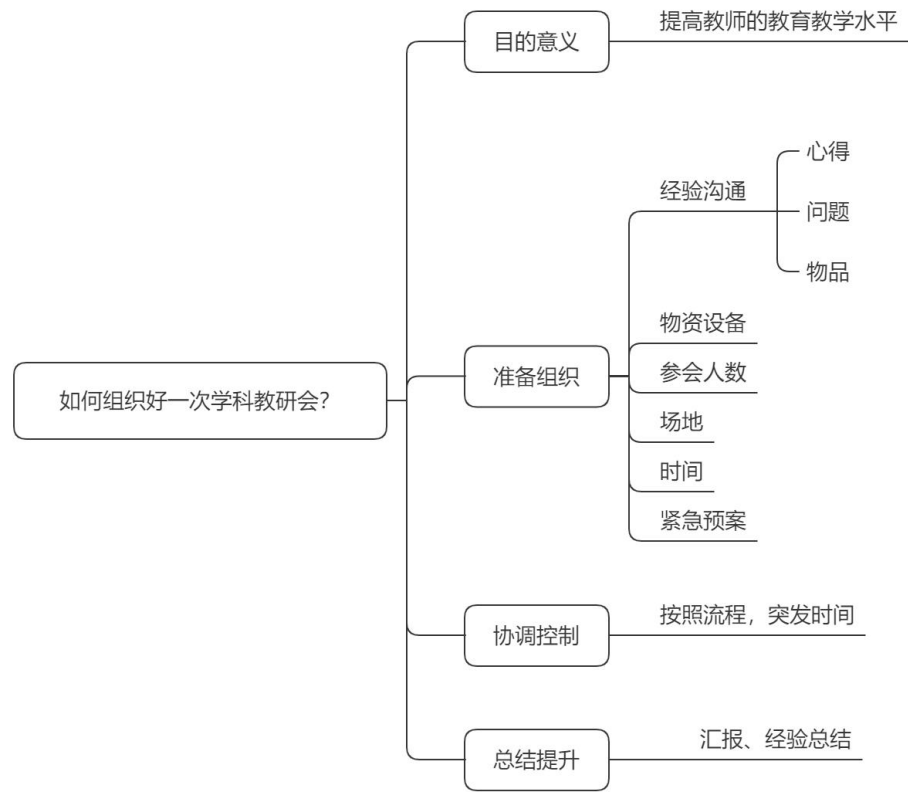 目的意义
提高教师的教育教学水平
心得
经验沟通
问题
物品
物资设备
准备组织
参会人数
如何组织好一次学科教研会？
场地
时间
紧急预案
协调控制
按照流程，突发时间
总结提升
汇报、经验总结